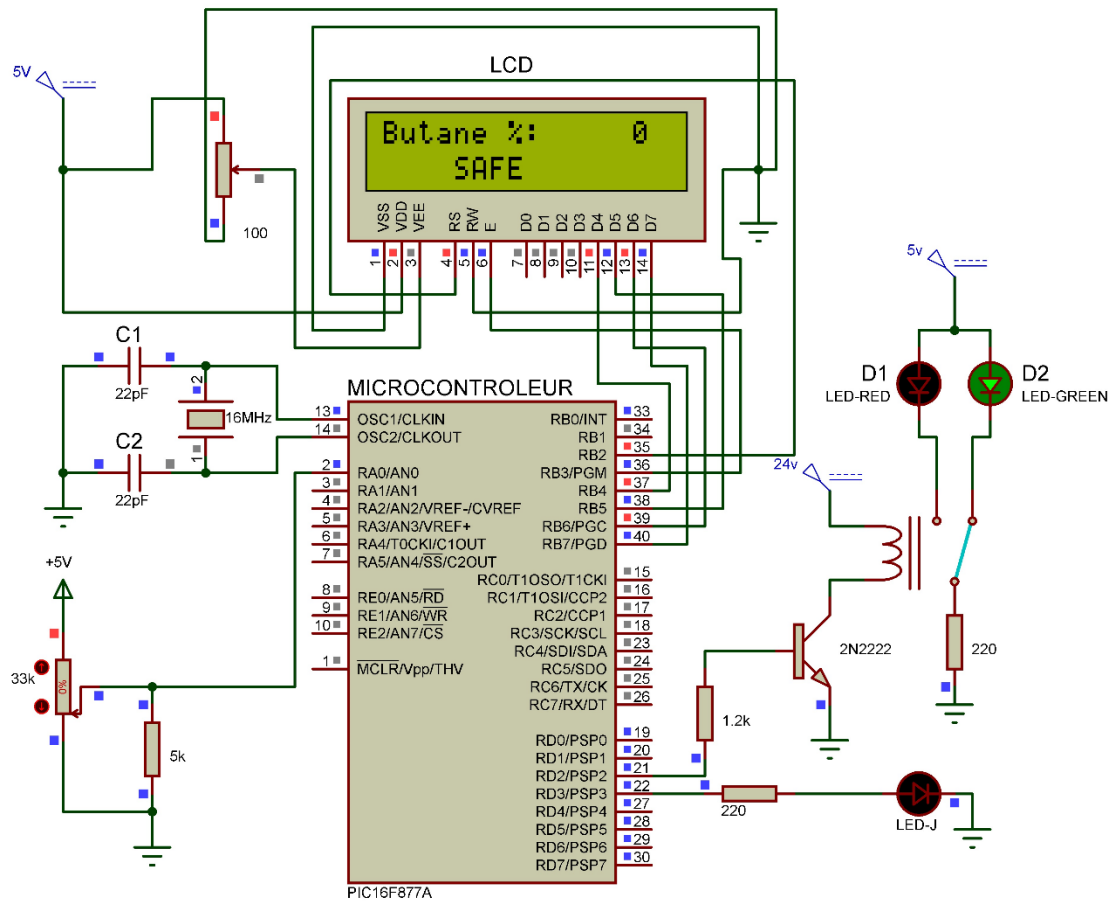 LCD
5V
Butane %: 0
SAFE
100
VSS
VDD
VEE
RS
RW
E
D0
D1
D2
D3
D4
D5
D6
D7
1
2
3
4
5
6
7
8
9
10
11
12
13
14
C1
22pF
C2
22pF
2
1
16MHz
MICROCONTROLEUR
13 OSC1/CLKIN
14 OSC2/CLKOUT
2 RA0/AN0
3 RA1/AN1
4 RA2/AN2/VREF-/CVREF
5 RA3/AN3/VREF+
6 RA4/T0CKI/C1OUT
7 RA5/AN4/SS/C2OUT
8 RE0/AN5/RD
9 RE1/AN6/WR
10 RE2/AN7/CS
1 MCLR/Vpp/THV
RB0/INT 33
RB1 34
RB2 35
RB3/PGM 36
RB4 37
RB5 38
RB6/PGC 39
RB7/PGD 40
RC0/T1OSO/T1CKI 15
RC1/T1OSI/CCP2 16
RC2/CCP1 17
RC3/SCK/SCL 18
RC4/SDI/SDA 23
RC5/SDO 24
RC6/TX/CK 25
RC7/RX/DT 26
RD0/PSP0 19
RD1/PSP1 20
RD2/PSP2 21
RD3/PSP3 22
RD4/PSP4 27
RD5/PSP5 28
RD6/PSP6 29
RD7/PSP7 30
PIC16F877A
+5V
33k
0%
5k
5v
D1
LED-RED
D2
LED-GREEN
24v
2N2222
220
1.2k
220
LED-J